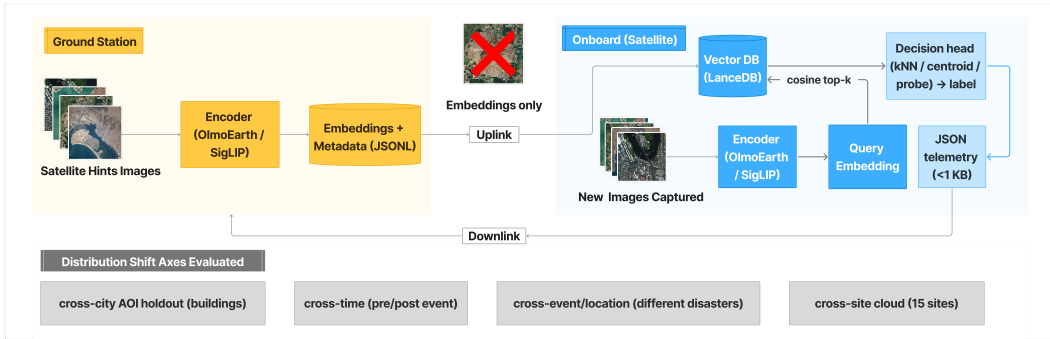 Ground Station
Satellite Hints Images
Encoder
(OlmoEarth /
SigLIP)
Embeddings +
Metadata (JSONL)
Embeddings only
Uplink
Onboard (Satellite)
Vector DB
(LanceDB)
cosine top-k
Decision head
(kNN / centroid /
probe) → label
New Images Captured
Encoder
(OlmoEarth
/ SigLIP)
Query
Embedding
JSON
telemetry
(<1 KB)
Downlink
Distribution Shift Axes Evaluated
cross-city AOI holdout (buildings)
cross-time (pre/post event)
cross-event/location (different disasters)
cross-site cloud (15 sites)